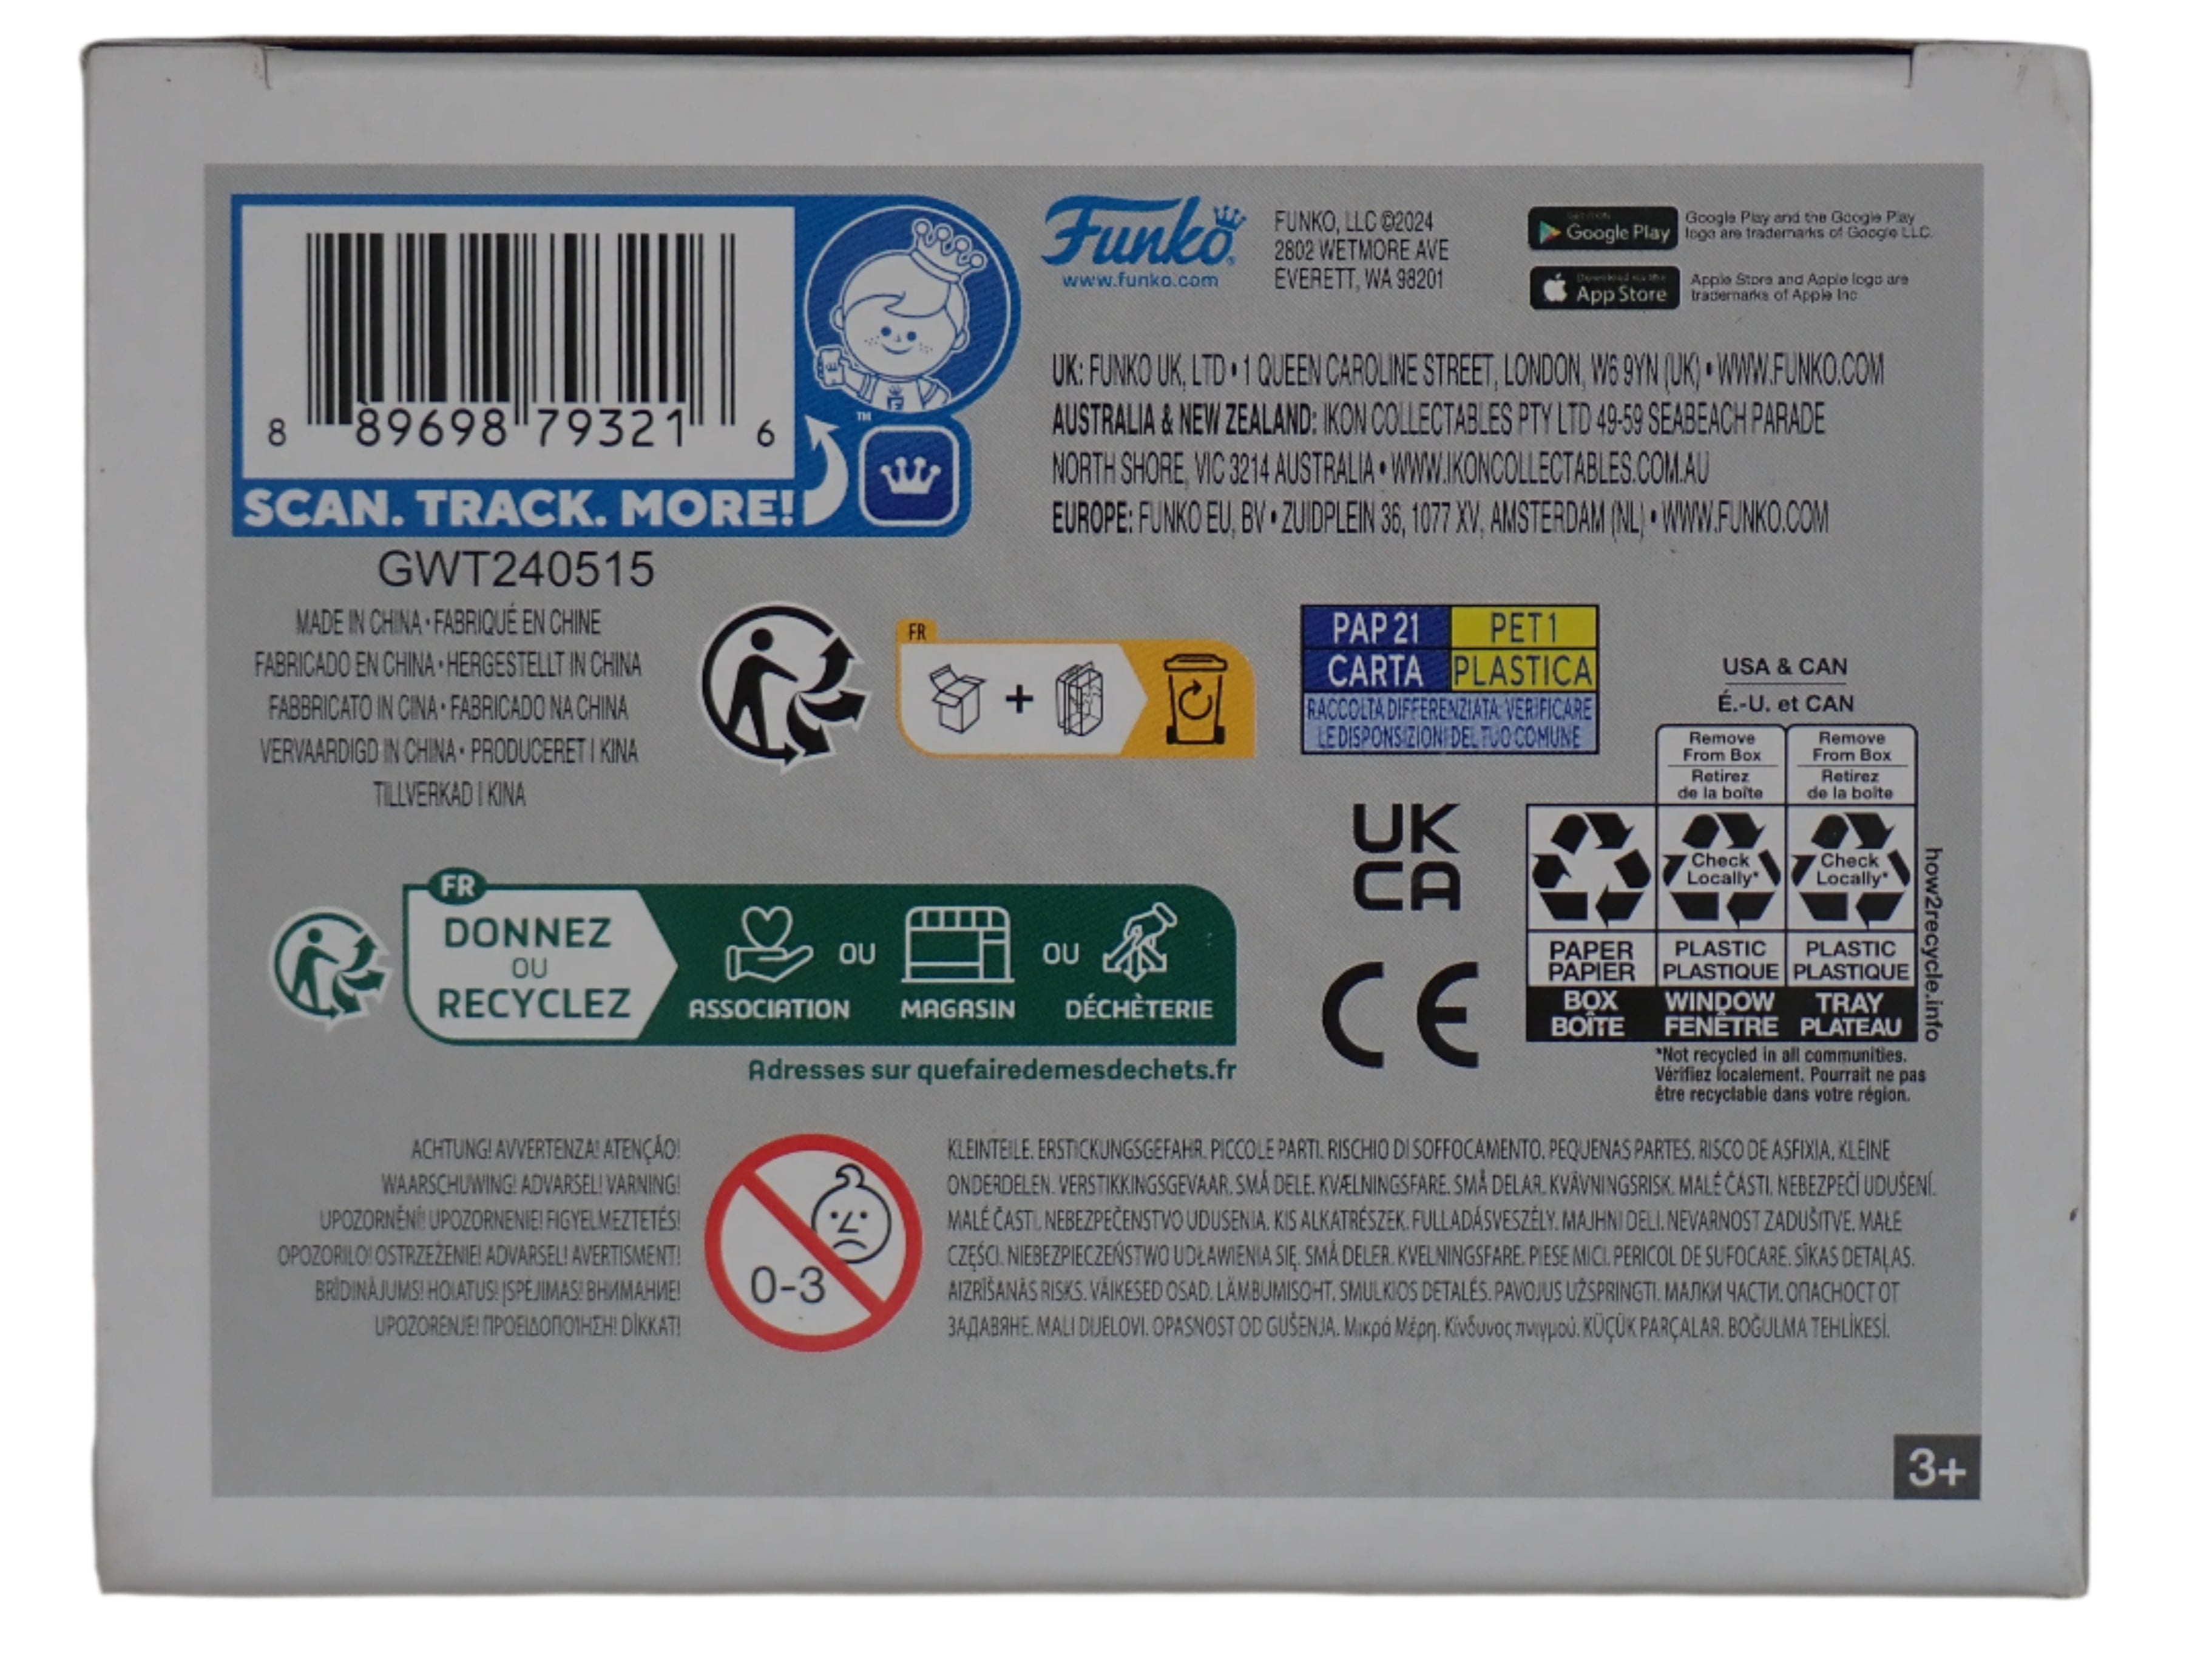 8 89698 79321 6
SCAN. TRACK. MORE!
™
GWT240515
Funko®
www.funko.com
FUNKO, LLC ©2024
2802 WETMORE AVE
EVERETT, WA 98201
GET IT ON
Google Play
Google Play and the Google Play
logo are trademarks of Google LLC.
Download on the
App Store
Apple Store and Apple logo are
trademarks of Apple Inc
UK: FUNKO UK, LTD • 1 QUEEN CAROLINE STREET, LONDON, W6 9YN (UK) • WWW.FUNKO.COM
AUSTRALIA & NEW ZEALAND: IKON COLLECTABLES PTY LTD 49-59 SEABEACH PARADE
NORTH SHORE, VIC 3214 AUSTRALIA • WWW.IKONCOLLECTABLES.COM.AU
EUROPE: FUNKO EU, BV • ZUIDPLEIN 36, 1077 XV, AMSTERDAM (NL) • WWW.FUNKO.COM
MADE IN CHINA • FABRIQUÉ EN CHINE
FABRICADO EN CHINA • HERGESTELLT IN CHINA
FABBRICATO IN CINA • FABRICADO NA CHINA
VERVAARDIGD IN CHINA • PRODUCERET I KINA
TILLVERKAD I KINA
FR
+
PAP 21 PET 1
CARTA PLASTICA
RACCOLTA DIFFERENZIATA. VERIFICARE
LE DISPONSIZIONI DEL TUO COMUNE
USA & CAN
É.-U. et CAN
Remove
From Box
Retirez
de la boîte
Remove
From Box
Retirez
de la boîte
Check
Locally*
Check
Locally*
PAPER
PAPIER
PLASTIC
PLASTIQUE
PLASTIC
PLASTIQUE
BOX
BOÎTE
WINDOW
FENÊTRE
TRAY
PLATEAU
how2recycle.info
*Not recycled in all communities.
Vérifiez localement. Pourrait ne pas
être recyclable dans votre région.
UK
CA
CE
FR
DONNEZ
OU
RECYCLEZ
ASSOCIATION
OU
MAGASIN
OU
DÉCHÈTERIE
Adresses sur quefairedemesdechets.fr
ACHTUNG! AVVERTENZA! ATENÇÃO!
WAARSCHUWING! ADVARSEL! VARNING!
UPOZORNĚNÍ! UPOZORNENIE! FIGYELMEZTETÉS!
OPOZORILO! OSTRZEŻENIE! ADVARSEL! AVERTISMENT!
BRĪDINĀJUMS! HOIATUS! ĮSPĖJIMAS! ВНИМАНИЕ!
UPOZORENJE! ΠΡΟΕΙΔΟΠΟΊΗΣΗ! DİKKAT!
0-3
KLEINTEILE. ERSTICKUNGSGEFAHR. PICCOLE PARTI. RISCHIO DI SOFFOCAMENTO. PEQUENAS PARTES. RISCO DE ASFIXIA. KLEINE
ONDERDELEN. VERSTIKKINGSGEVAAR. SMÅ DELE. KVÆLNINGSFARE. SMÅ DELAR. KVÄVNINGSRISK. MALÉ ČÁSTI. NEBEZPEČÍ UDUŠENÍ.
MALÉ ČASTI. NEBEZPEČENSTVO UDUSENIA. KIS ALKATRÉSZEK. FULLADÁSVESZÉLY. MAJHNI DELI. NEVARNOST ZADUŠITVE. MAŁE
CZĘŚCI. NIEBEZPIECZEŃSTWO UDŁAWIENIA SIĘ. SMÅ DELER. KVELNINGSFARE. PIESE MICI. PERICOL DE SUFOCARE. SĪKAS DETAĻAS.
AIZRĪŠANĀS RISKS. VÄIKESED OSAD. LÄMBUMISOHT. SMULKIOS DETALĖS. PAVOJUS UŽSPRINGTI. МАЛКИ ЧАСТИ. ОПАСНОСТ ОТ
ЗАДАВЯНЕ. MALI DIJELOVI. OPASNOST OD GUŠENJA. Μικρά Μέρη. Κίνδυνος πνιγμού. KÜÇÜK PARÇALAR. BOĞULMA TEHLİKESİ.
3+